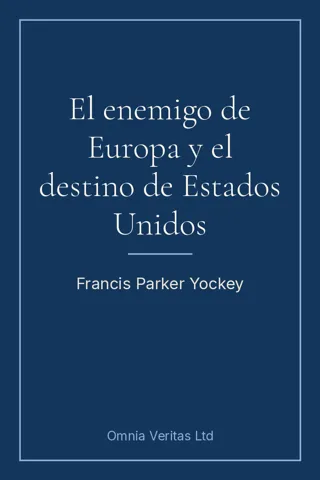 El enemigo de
Europa y el
destino de Estados
Unidos
Francis Parker Yockey
Omnia Veritas Ltd